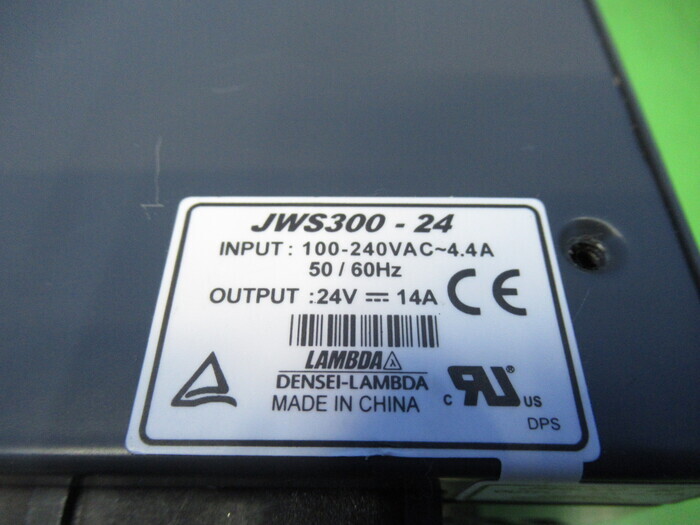 JWS300 - 24
INPUT : 100-240VAC~4.4A
50 / 60Hz
OUTPUT : 24V ⎓ 14A
CE
LAMBDA
DENSEI-LAMBDA
MADE IN CHINA
C RU US
DPS